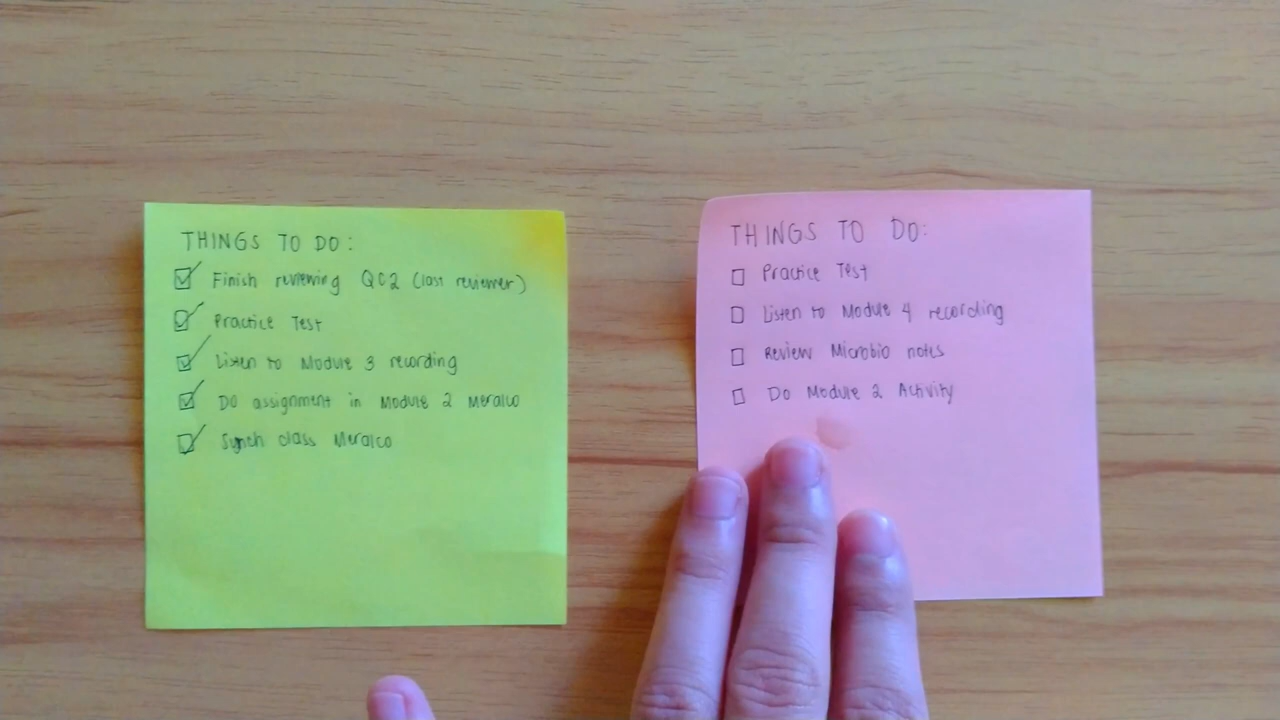 THINGS TO DO:
Finish reviewing QC2 (last reviewer)
Practice Test
Listen to Module 3 recording
Do assignment in Module 2 Meralco
Synch class Meralco
THINGS TO DO:
Practice Test
Listen to Module 4 recording
Review Microbio notes
Do Module 2 Activity